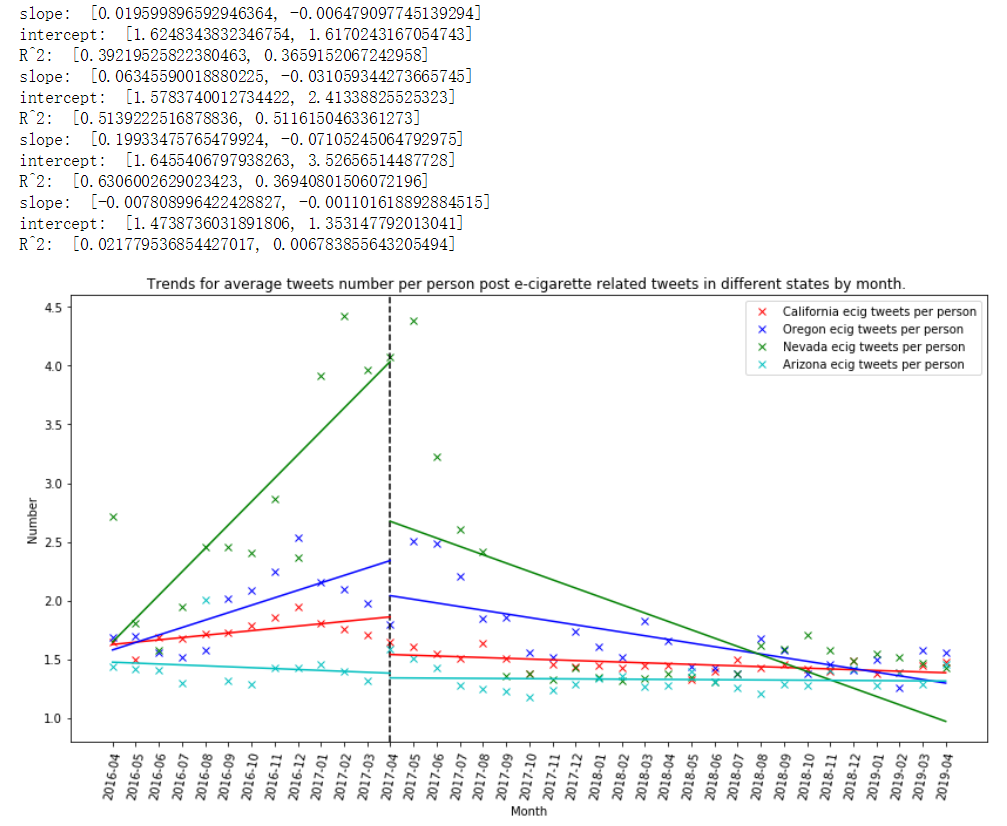 slope:  [0.019599896592946364, -0.006479097745139294]
intercept:  [1.6248343832346754, 1.6170243167054743]
R^2:  [0.39219525822380463, 0.3659152067242958]
slope:  [0.06345590018880225, -0.031059344273665745]
intercept:  [1.5783740012734422, 2.41338825525323]
R^2:  [0.5139222516878836, 0.5116150463361273]
slope:  [0.19933475765479924, -0.07105245064792975]
intercept:  [1.6455406797938263, 3.52656514487728]
R^2:  [0.6306002629023423, 0.36940801506072196]
slope:  [-0.007808996422428827, -0.001101618892884515]
intercept:  [1.4738736031891806, 1.353147792013041]
R^2:  [0.021779536854427017, 0.006783855643205494]
Trends for average tweets number per person post e-cigarette related tweets in different states by month.
California ecig tweets per person
Oregon ecig tweets per person
Nevada ecig tweets per person
Arizona ecig tweets per person
Number
4.5
4.0
3.5
3.0
2.5
2.0
1.5
1.0
2016-04
2016-05
2016-06
2016-07
2016-08
2016-09
2016-10
2016-11
2016-12
2017-01
2017-02
2017-03
2017-04
2017-05
2017-06
2017-07
2017-08
2017-09
2017-10
2017-11
2017-12
2018-01
2018-02
2018-03
2018-04
2018-05
2018-06
2018-07
2018-08
2018-09
2018-10
2018-11
2018-12
2019-01
2019-02
2019-03
2019-04
Month